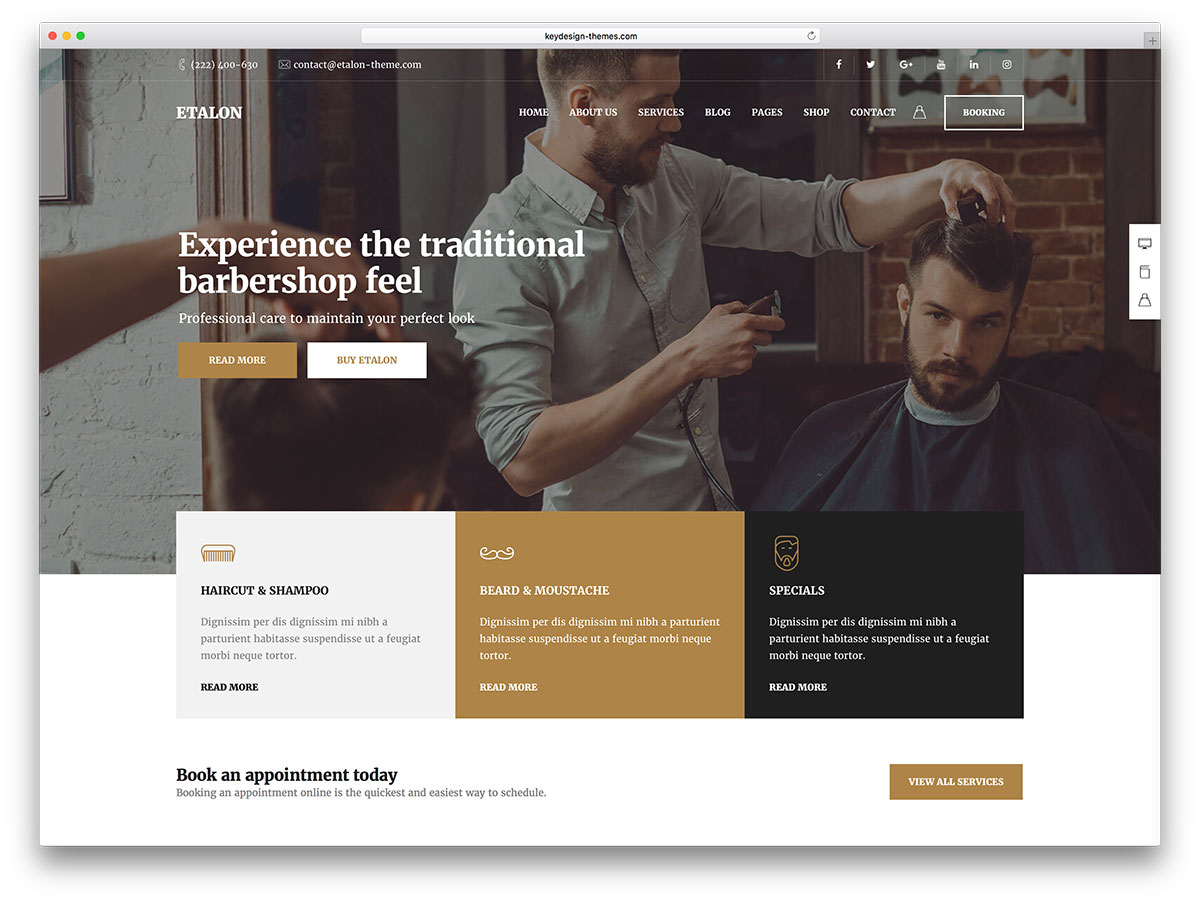 keydesign-themes.com
(222) 400-630 contact@etalon-theme.com
ETALON HOME ABOUT US SERVICES BLOG PAGES SHOP CONTACT BOOKING
Experience the traditional
barbershop feel
Professional care to maintain your perfect look
READ MORE BUY ETALON
HAIRCUT & SHAMPOO
Dignissim per dis dignissim mi nibh a
parturient habitasse suspendisse ut a feugiat
morbi neque tortor.
READ MORE
BEARD & MOUSTACHE
Dignissim per dis dignissim mi nibh a parturient
habitasse suspendisse ut a feugiat morbi neque
tortor.
READ MORE
SPECIALS
Dignissim per dis dignissim mi nibh a
parturient habitasse suspendisse ut a feugiat
morbi neque tortor.
READ MORE
Book an appointment today
Booking an appointment online is the quickest and easiest way to schedule.
VIEW ALL SERVICES